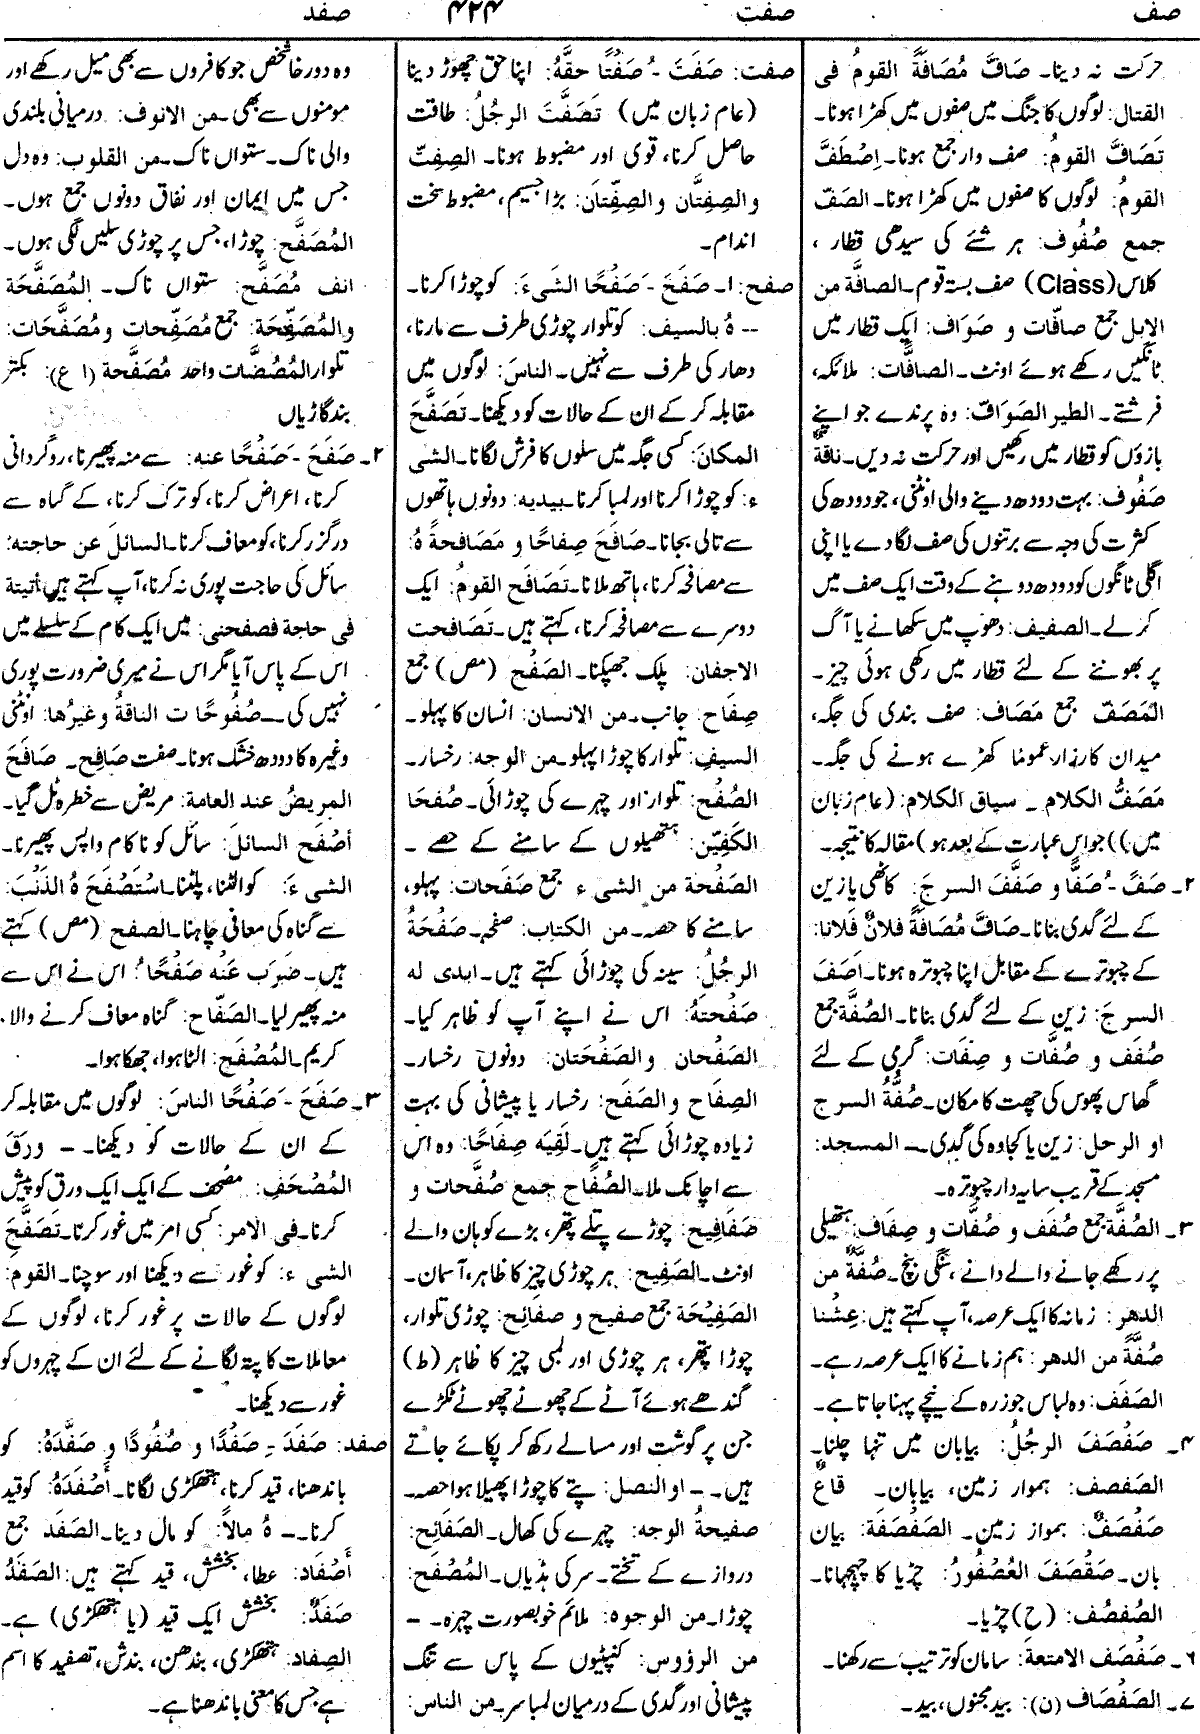 صف صفت ۴۲۴ صفد
حرکت نہ دینا۔ صَافَّ مُصَافَةً القومُ فی
القتال: لوگوں کا جنگ میں صفوں میں کھڑا ہونا۔
تَصَافَّ القومُ: صف وار جمع ہونا۔ اِصْطَفَّ
القومُ: لوگوں کا صفوں میں کھڑا ہونا۔ الصَفّ
جمع صُفُوف: ہر شئے کی سیدھی قطار،
کلاس (Class) صف بستہ قوم۔ الصافَّة من
الإبل جمع صافَّات و صَوَاف: ایک قطار میں
ٹانگیں رکھے ہوئے اونٹ۔ الصافَّات: ملائکہ،
فرشتے۔ الطیر الصَوَافّ: وہ پرندے جو اپنے
بازؤں کو قطار میں رکھیں اور حرکت نہ دیں۔ ناقةٌ
صَفُوف: بہت دودھ دینے والی اونٹنی، جو دودھ کی
کثرت کی وجہ سے برتنوں کی صف لگا دے یا اپنی
اگلی ٹانگوں کو دودھ دوہنے کے وقت ایک صف میں
کرلے۔ الصفیف: دھوپ میں سکھانے یا آگ
پر بھوننے کے لئے قطار میں رکھی ہوئی چیز۔
المَصَفّ جمع مَصَاف: صف بندی کی جگہ،
میدان کارزار، عموماً کھڑے ہونے کی جگہ۔
مَصَفُّ الکلام ۔ سیاق الکلام: (عام زبان
میں)) جو اس عبارت کے بعد ہو) مقالہ کا نتیجہ۔
۲۔ صَفَّ -ُ صَفًّا و صَفَّفَ السرجَ: کاٹھی یا زین
کے لئے گدی بنانا۔ صَافَّ مُصَافَةً فلانٌ فلانا:
کے چبوترے کے مقابل اپنا چبوترہ ہونا۔ اَصَفَّ
السرجَ: زین کے لئے گدی بنانا۔ الصُفَّة جمع
صُفَف و صُفَّات و صِفَات: گرمی کے لئے
گھاس پھوس کی چھت کا مکان۔ صُفَّةُ السرج
او الرحل: زین یا کجاوہ کی گدی۔ – المسجد:
مسجد کے قریب سایہ دار چبوترہ۔
۳۔ الصُفَّة جمع صُفَف و صُفَّات و صِفَاف: ہتھیلی
پر رکھے جانے والے دانے، تنگی بچ۔ صُفَّةٌ من
الدھر: زمانہ کا ایک عرصہ، آپ کہتے ہیں: عِشْنا
صُفَّةً من الدھر: ہم زمانے کا ایک عرصہ رہے۔
الصَفَف: وہ لباس جو زرہ کے نیچے پہنا جاتا ہے۔
۴۔ صَفْصَفَ الرجلُ: بیابان میں تنہا چلنا۔
الصَفصف: ہموار زمین، بیابان۔ قاعٌ
صَفْصَفٌ: ہموار زمین۔ الصَفْصَفَة: بیان
بان۔ صَفْصَفَ العُصْفُورُ: چڑیا کا چہچہانا۔
الصُفصُف: (ح) چڑیا۔
۶۔ صَفْصَف الامتعةَ: سامان کو ترتیب سے رکھنا۔
۷۔ الصَفْصَاف (ن): بید مجنوں، بید۔
صفت: صَفَتَ -ُ صَفْتًا حقَّهُ: اپنا حق چھوڑ دینا
(عام زبان میں) تَصَفَّتَ الرجلُ: طاقت
حاصل کرنا، قوی اور مضبوط ہونا۔ الصِفِتّ
والصِفِتَّان والصِفِتَّان: بڑا جسیم، مضبوط سخت
اندام۔
صفح: ۱۔ صَفَحَ -َ صَفْحًا الشیءَ: کو چوڑا کرنا۔
-- هُ بالسیف: کو تلوار چوڑی طرف سے مارنا،
دھار کی طرف سے نہیں۔ الناسَ: لوگوں میں
مقابلہ کر کے ان کے حالات کو دیکھنا۔ تَصَفَّحَ
المکانَ: کسی جگہ میں سلوں کا فرش لگانا۔ الشی
ء: کو چوڑا کرنا اور لمبا کرنا۔ بیدیه: دونوں ہاتھوں
سے تالی بجانا۔ صَافَحَ صِفاحًا و مُصَافحةً هُ:
سے مصافحہ کرنا، ہاتھ ملانا۔ تَصَافَح القومُ: ایک
دوسرے سے مصافحہ کرنا، کہتے ہیں۔ تَصَافحت
الاجفان: پلک جھپکنا۔ الصَفْح (مص) جمع
صِفاح: جانب۔ من الانسان: انسان کا پہلو۔
السیفِ: تلوار کا چوڑا پہلو۔ من الوجه: رخسار۔
الصُفْح: تلوار اور چہرے کی چوڑائی۔ صَفْحَا
الکَفّین: ہتھیلوں کے سامنے کے حصے۔
الصَفْحَة من الشیء جمع صَفْحَات: پہلو،
سامنے کا حصہ۔ من الکتاب: صفحہ۔ صَفْحَةُ
الرجُلُ: سینہ کی چوڑائی کہتے ہیں۔ ابدی له
صَفْحَتَهُ: اس نے اپنے آپ کو ظاہر کیا۔
الصَفْحَان والصَفْحَتان: دونوں رخسار۔
الصِفَاح والصَفَح: رخسار یا پیشانی کی بہت
زیادہ چوڑائی کہتے ہیں۔ لَقِیَه صِفَاحًا: وہ اس
سے اچانک ملا۔ الصُفَّاح جمع صُفَّحات و
صَفَافِیح: چوڑے پتلے پتھر، بڑے کوہان والے
اونٹ۔ الصَفِیح: ہر چوڑی چیز کا ظاہر، آسمان۔
الصَفِیْحَة جمع صفیح و صفَائِح: چوڑی تلوار،
چوڑا پتھر، ہر چوڑی اور لمبی چیز کا ظاہر (ط)
گندھے ہوئے آٹے کے چھوٹے چھوٹے ٹکڑے
جن پر گوشت اور مسالے رکھ کر پکائے جاتے
ہیں۔ – او النصل: پتے کا چوڑا پھیلا ہوا حصہ۔
صفیحةُ الوجه: چہرے کی کھال۔ الصَفَائِح:
دروازے کے تختے۔ سر کی ہڈیاں۔ المُصْفَح:
چوڑا۔ من الوجوه: ملائم خوبصورت چہرہ۔ –
من الرؤوس: کنپٹیوں کے پاس سے تنگ
پیشانی اور گدی کے درمیان لمبا سر۔ من الناس:
وہ دورخا شخص جو کافروں سے بھی میل رکھے اور
مومنوں سے بھی۔ من الانوف: درمیانی بلندی
والی ناک۔ ستواں ناک۔ من القلوب: وہ دل
جس میں ایمان اور نفاق دونوں جمع ہوں۔
المُصَفَّح: چوڑا، جس پر چوڑی سلیں لگی ہوں۔
انف مُصَفَّح: ستواں ناک۔ المُصَفَّحَة
والمُصَفِّحَة: جمع مُصَفِّحات و مُصَفَّحَات:
تلوار المُصُضَّات واحد مُصَفَّحة (ا ع): بکتر
بند گاڑیاں
۲۔ صَفَحَ -َ صَفْحًا عنه: سے منہ پھیرنا، روگردانی
کرنا، اعراض کرنا، کو ترک کرنا، کے گناہ سے
درگزر کرنا، کو معاف کرنا۔ السائلَ عن حاجته:
سائل کی حاجت پوری نہ کرنا، آپ کہتے ہیں أتیتهٗ
فی حاجة فصفحنی: میں ایک کام کے سلسلے میں
اس کے پاس آیا مگر اس نے میری ضرورت پوری
نہیں کی ۔– صُفُوحًا ت الناقةُ وغیرُها: اونٹنی
وغیرہ کا دودھ خشک ہونا۔ صفت صَافِح۔ صَافَحَ
المریضُ عند العامة: مریض سے خطرہ ٹل گیا۔
أصْفَح السائلَ: سائل کو ناکام واپس پھیرنا۔
الشیءَ: کو الٹنا، پلٹنا۔ اسْتَصْفَحَ هُ الذَنْبَ:
سے گناہ کی معافی چاہنا۔ الصفح (مص) کہتے
ہیں۔ ضَرَبَ عَنْه صَفْحًا: اس نے اس سے
منہ پھیر لیا۔ الصَفَّاح: گناہ معاف کرنے والا۔
کریم۔ المُصْفَح: الٹا ہوا، جھکا ہوا۔
۳۔ صَفَحَ -َ صَفْحًا الناسَ: لوگوں میں مقابلہ کر
کے ان کے حالات کو دیکھنا۔ – ورَقَ
المُصْحَفِ: مصحف کے ایک ایک ورق کو پیش
کرنا۔ فی الامر: کسی امر میں غور کرنا۔ تَصَفَّحَ
الشیءَ: کو غور سے دیکھنا اور سوچنا۔ القوم:
لوگوں کے حالات پر غور کرنا، لوگوں کے
معاملات کا پتہ لگانے کے لئے ان کے چہروں کو
غور سے دیکھنا۔
صفد: صَفَدَ -ِ صَفْدًا و صُفُودًا و صَفَّدَهُ: کو
باندھنا، قید کرنا، ہتھکڑی لگانا۔ أَصْفَدَهُ: کو قید
کرنا۔ – هُ مالاً: کو مال دینا۔ الصَفَد جمع
أَصْفَاد: عطا، بخشش، قید کہتے ہیں: الصَفَدُ
صَفَدٌ: بخشش ایک قید (یا ہتھکڑی) ہے۔
الصِفاد: ہتھکڑی، بندھن، بندش، تصفید کا اسم
ہے جس کا معنی باندھنا ہے۔